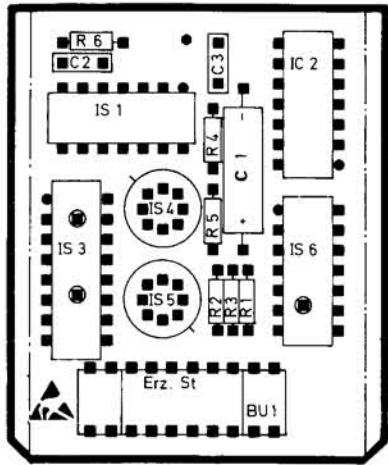 R 6
C 2
C 3
IC 2
IS 1
R 4
C 1
−
+
IS 4
R 5
IS 3
IS 6
IS 5
R2
R3
R1
Erz. St
BU1